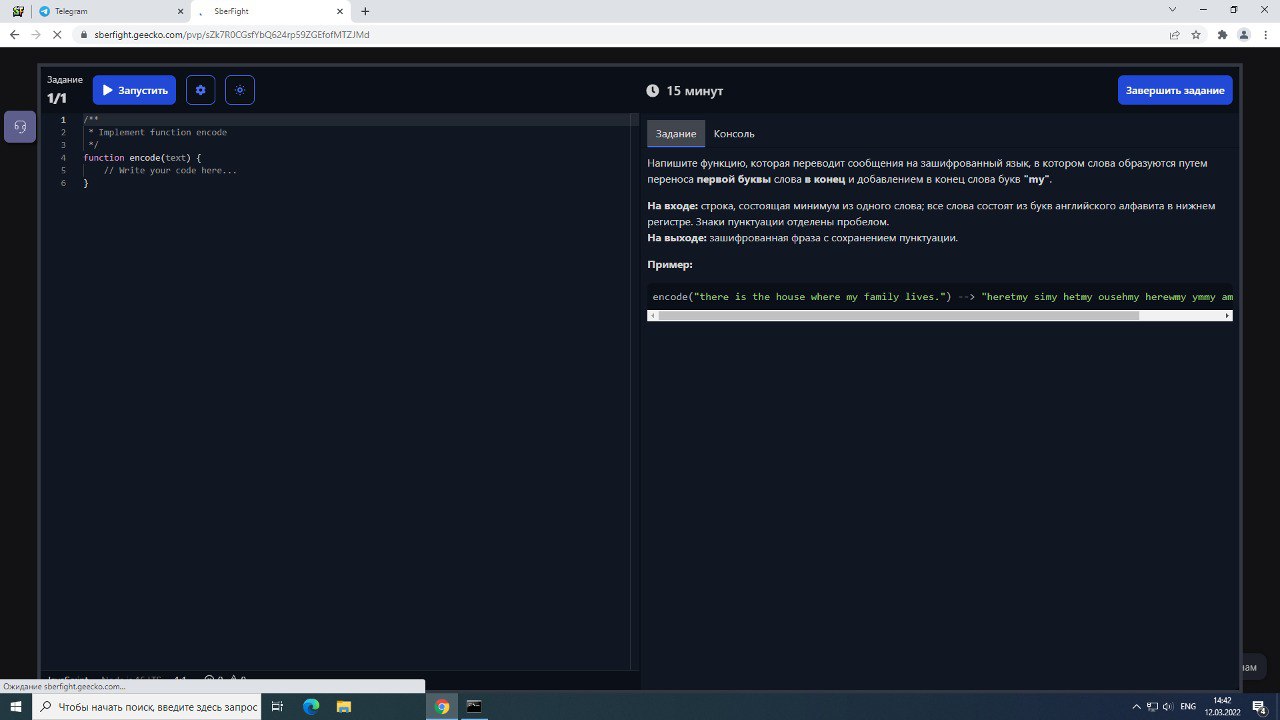 Telegram
SberFight
sberfight.geecko.com/pvp/sZk7R0CGsfYbQ624rp59ZGEfofMTZJMd
Задание
1/1
Запустить
15 минут
Завершить задание
1 /**
2 * Implement function encode
3 */
4 function encode(text) {
5 // Write your code here...
6 }
Задание Консоль
Напишите функцию, которая переводит сообщения на зашифрованный язык, в котором слова образуются путем
переноса первой буквы слова в конец и добавлением в конец слова букв "my".
На входе: строка, состоящая минимум из одного слова; все слова состоят из букв английского алфавита в нижнем
регистре. Знаки пунктуации отделены пробелом.
На выходе: зашифрованная фраза с сохранением пунктуации.
Пример:
encode("there is the house where my family lives.") --> "heretmy simy hetmy ousehmy herewmy ymmy am
Ожидание sberfight.geecko.com...
Чтобы начать поиск, введите здесь запрос
ENG
14:42
12.03.2022